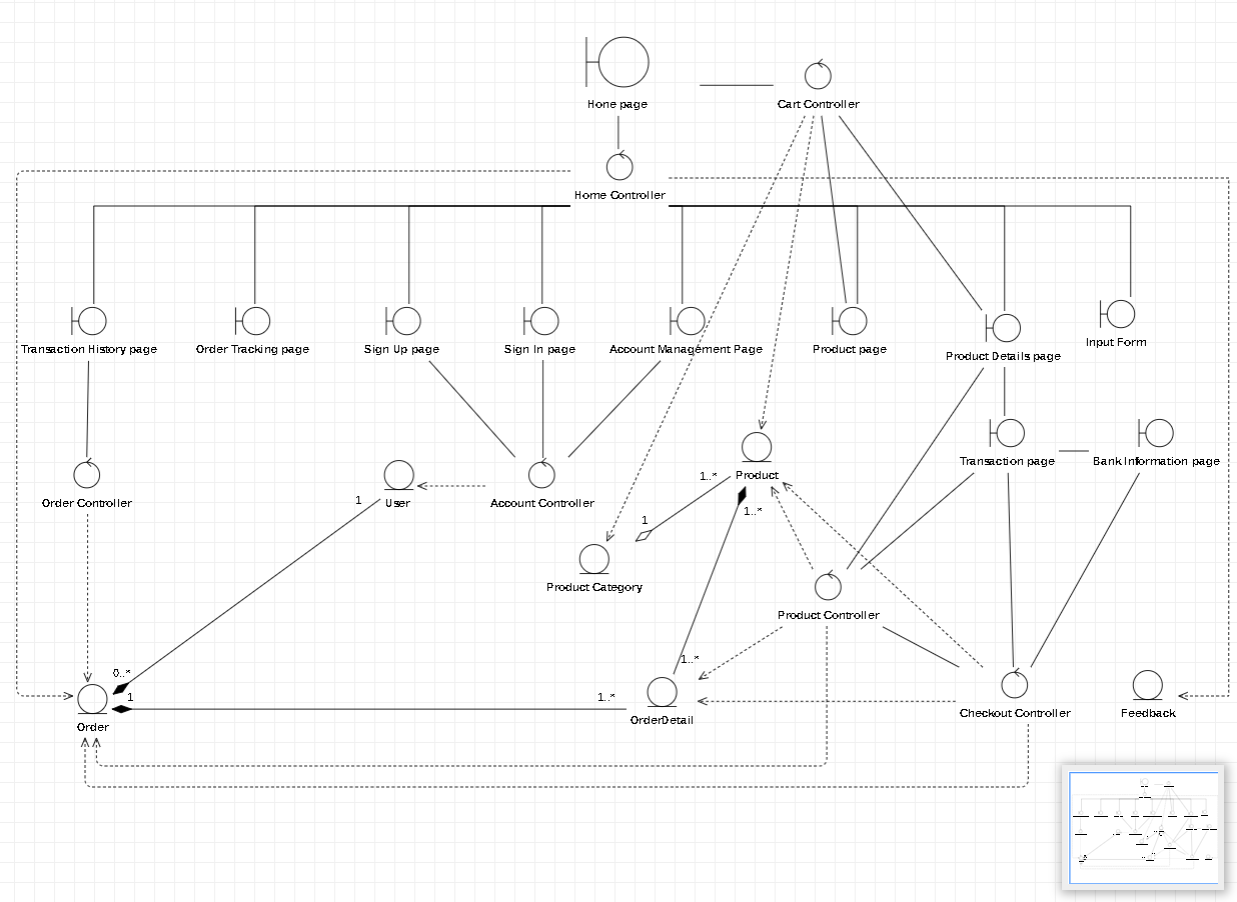 Hone page
Cart Controller
Home Controller
Transaction History page
Order Tracking page
Sign Up page
Sign In page
Account Management Page
Product page
Product Details page
Input Form
Transaction page
Bank Information page
Product
1..*
1..*
1
User
1
Order Controller
Account Controller
Product Category
Product Controller
1..*
0..*
1
1..*
Order
OrderDetail
Checkout Controller
Feedback